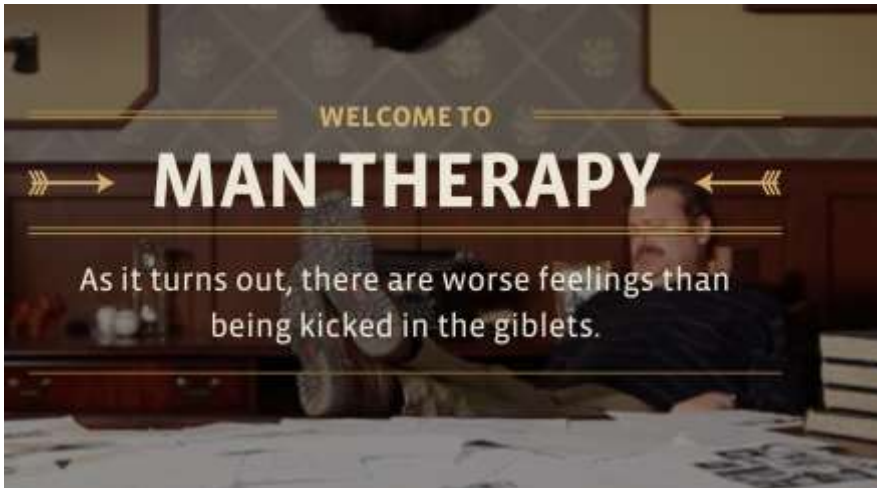 WELCOME TO
MAN THERAPY
As it turns out, there are worse feelings than
being kicked in the giblets.